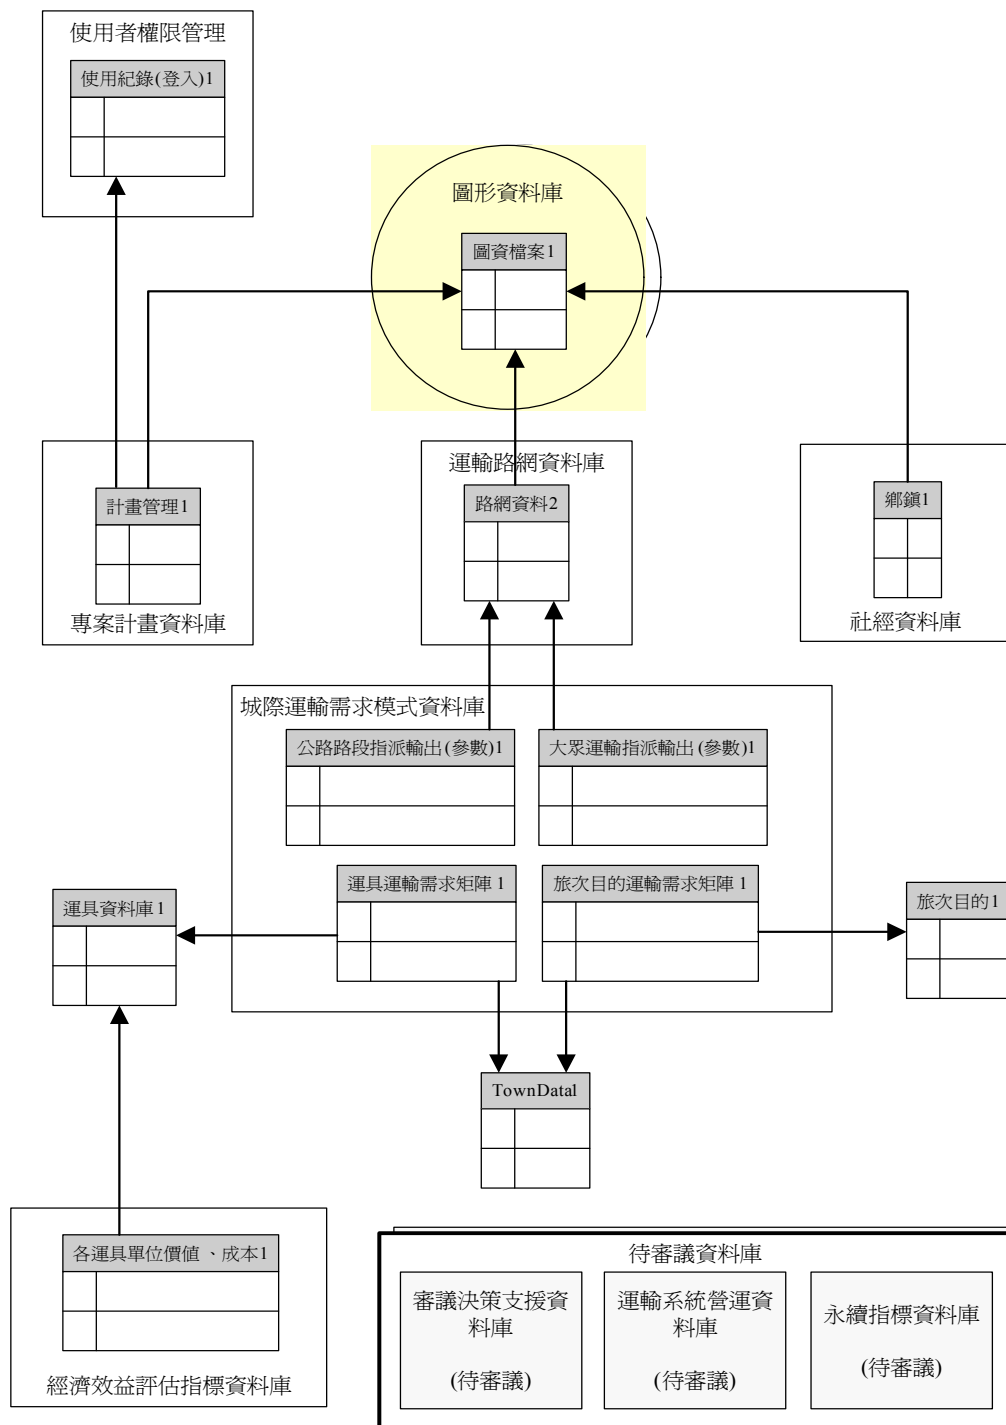 使用者權限管理
使用紀錄(登入)1
圖形資料庫
圖資檔案1
計畫管理1
專案計畫資料庫
運輸路網資料庫
路網資料2
鄉鎮1
社經資料庫
城際運輸需求模式資料庫
公路路段指派輸出(參數)1
大眾運輸指派輸出(參數)1
運具運輸需求矩陣 1
旅次目的運輸需求矩陣 1
運具資料庫1
旅次目的1
TownData1
各運具單位價值、成本1
經濟效益評估指標資料庫
待審議資料庫
審議決策支援資
料庫
(待審議)
運輸系統營運資
料庫
(待審議)
永續指標資料庫
(待審議)